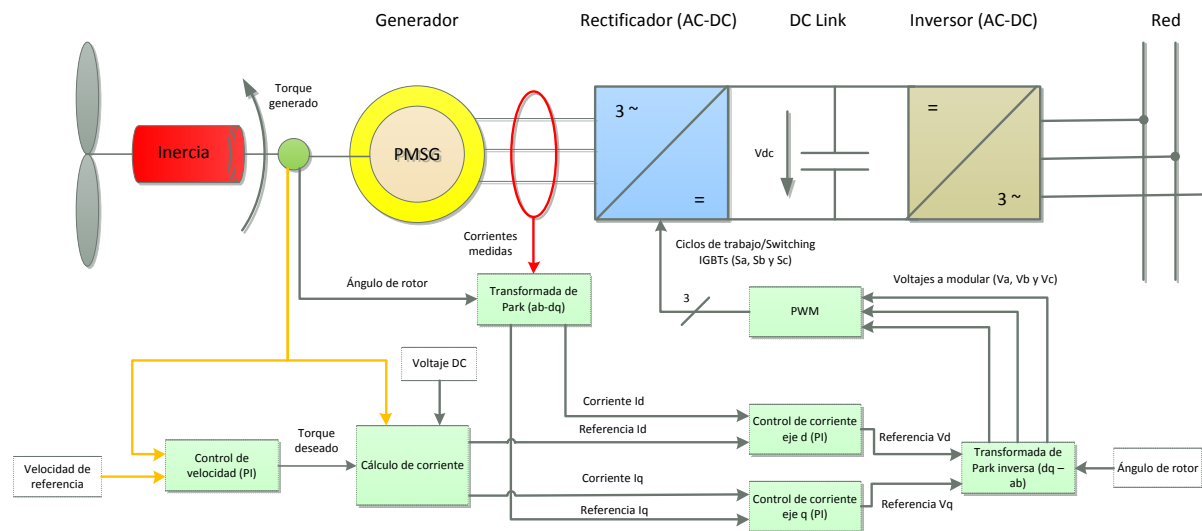 Generador
Rectificador (AC-DC)
DC Link
Inversor (AC-DC)
Red
Torque
generado
Inercia
PMSG
3 ~
=
Vdc
=
3 ~
Corrientes
medidas
Ciclos de trabajo/Switching
IGBTs (Sa, Sb y Sc)
Voltajes a modular (Va, Vb y Vc)
Ángulo de rotor
Transformada de
Park (ab-dq)
3
PWM
Voltaje DC
Corriente Id
Referencia Id
Control de corriente
eje d (PI)
Referencia Vd
Torque
deseado
Velocidad de
referencia
Control de
velocidad (PI)
Cálculo de corriente
Transformada de
Park inversa (dq –
ab)
Ángulo de rotor
Corriente Iq
Referencia Iq
Control de corriente
eje q (PI)
Referencia Vq